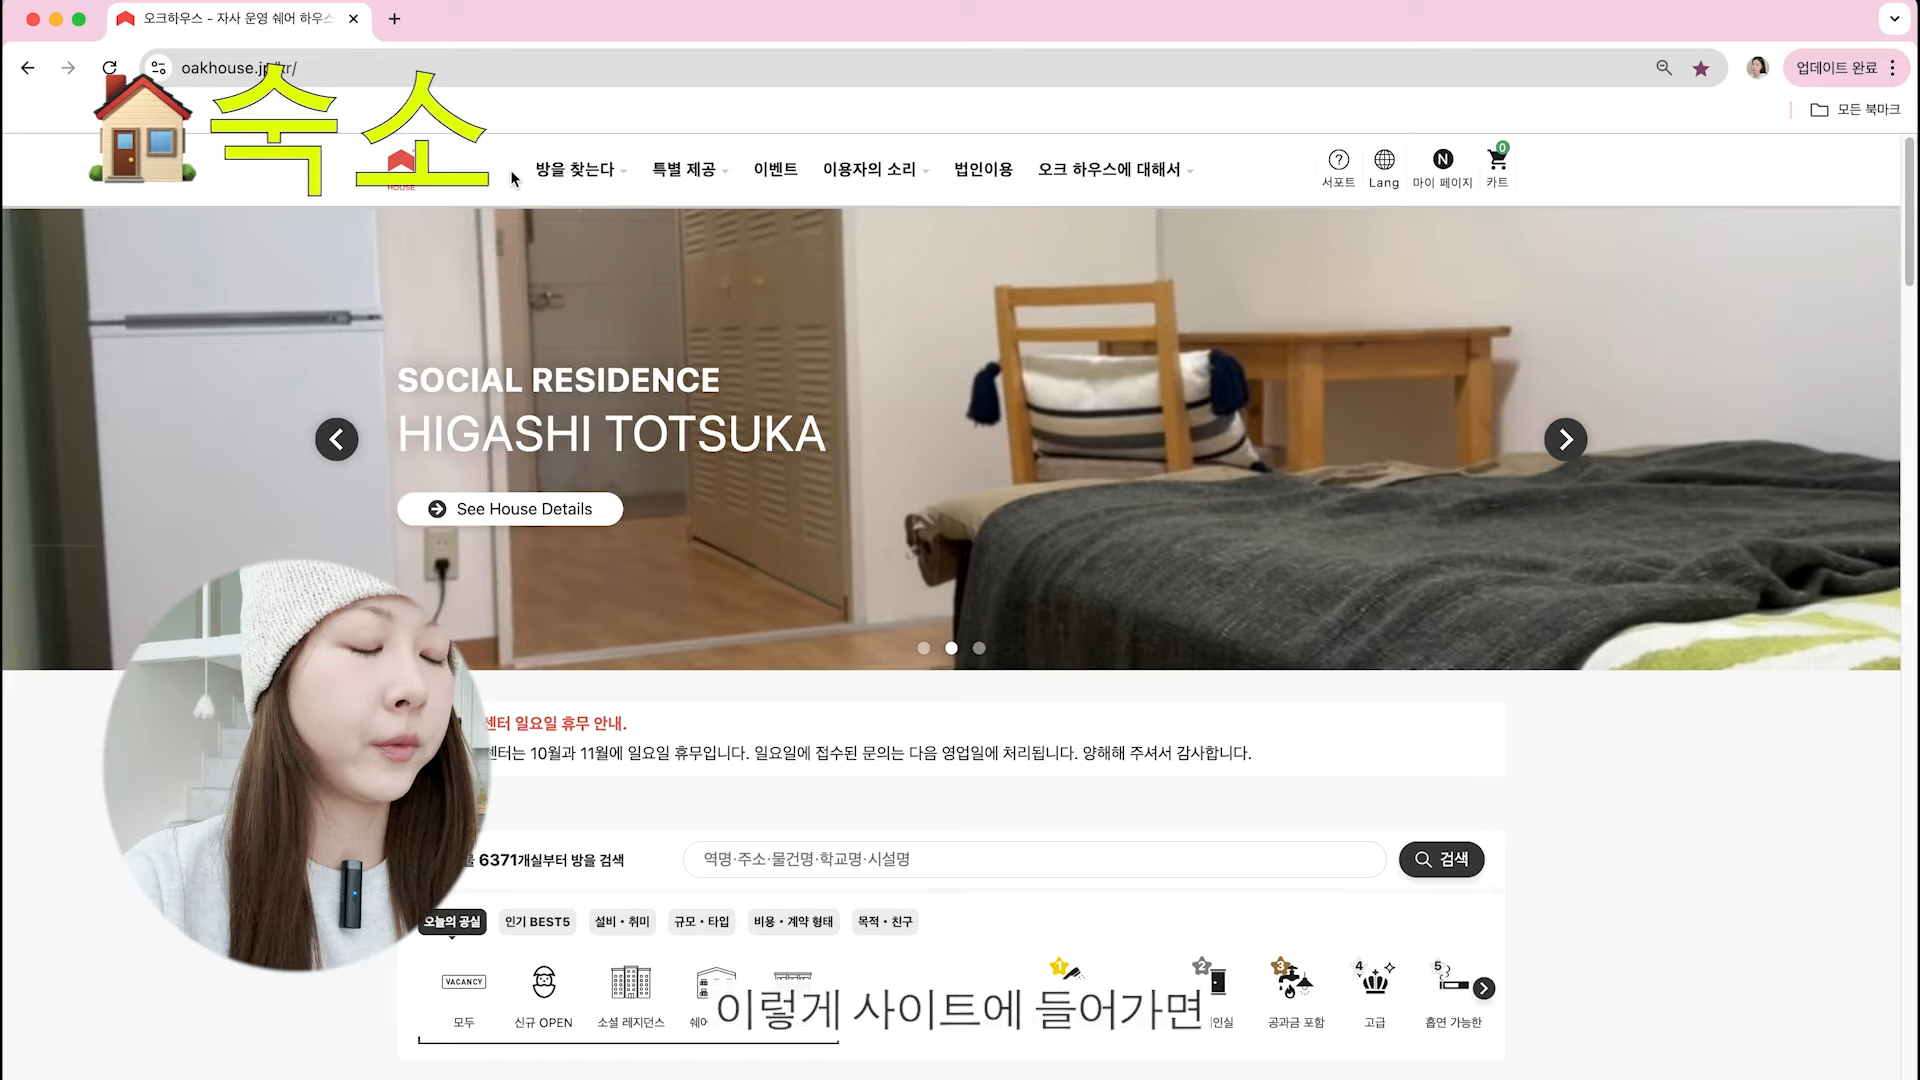 오크하우스 - 자사 운영 쉐어 하우스
oakhouse.jp/kr/
업데이트 완료
모든 북마크
숙소
HOUSE
방을 찾는다
특별 제공
이벤트
이용자의 소리
법인이용
오크 하우스에 대해서
서포트
Lang
N
마이 페이지
0
카트
SOCIAL RESIDENCE
HIGASHI TOTSUKA
See House Details
센터 일요일 휴무 안내.
센터는 10월과 11월에 일요일 휴무입니다. 일요일에 접수된 문의는 다음 영업일에 처리됩니다. 양해해 주셔서 감사합니다.
6371개실부터 방을 검색
역명·주소·물건명·학교명·시설명
검색
오늘의 공실
인기 BEST5
설비・취미
규모・타입
비용・계약 형태
목적・친구
VACANCY
모두
신규 OPEN
소셜 레지던스
1
2
3
공과금 포함
4
고급
5
흡연 가능한
이렇게 사이트에 들어가면